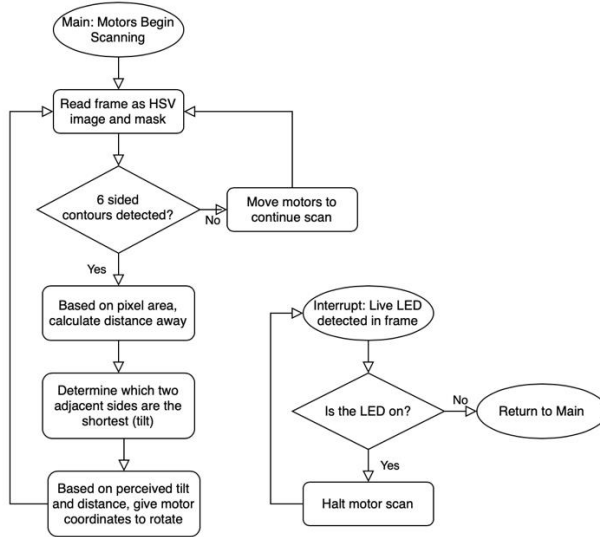 Main: Motors Begin
Scanning
Read frame as HSV
image and mask
6 sided
contours detected?
No
Move motors to
continue scan
Yes
Based on pixel area,
calculate distance away
Determine which two
adjacent sides are the
shortest (tilt)
Based on perceived tilt
and distance, give motor
coordinates to rotate
Interrupt: Live LED
detected in frame
Is the LED on?
No
Return to Main
Yes
Halt motor scan